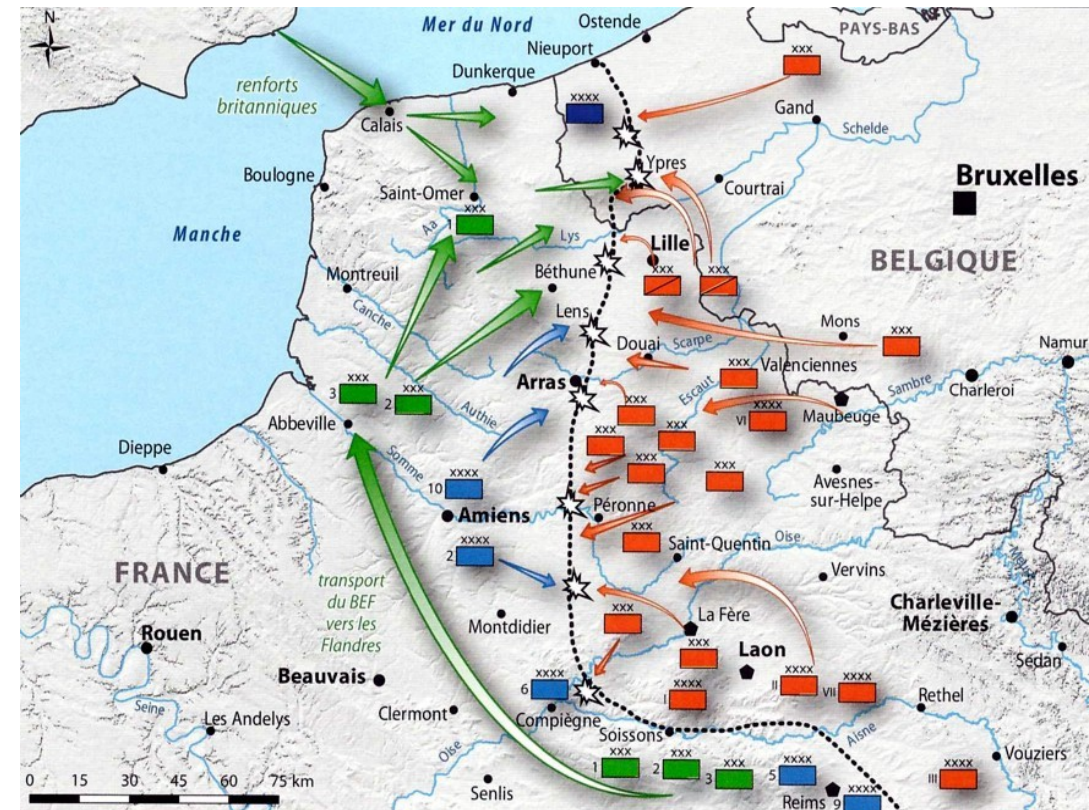 N
Mer du Nord
Ostende
Nieuport
PAYS-BAS
Dunkerque
xxx
renforts
britanniques
xxxx
Gand
Calais
Schelde
Ypres
Boulogne
Courtrai
Bruxelles
Saint-Omer
xxx
Aa
1
Manche
Lys
Lille
BELGIQUE
Montreuil
Béthune
xxx
xxx
Canche
Lens
Mons
xxx
Douai
Scarpe
Namur
Arras
xxx
Valenciennes
Escaut
Sambre
Charleroi
3
xxx
2
xxx
Authie
xxx
VI
xxxx
Maubeuge
Abbeville
xxx
xxx
Dieppe
Somme
xxx
xxx
Avesnes-
sur-Helpe
10
xxxx
Amiens
Péronne
xxx
2
xxxx
Saint-Quentin
Oise
FRANCE
transport
du BEF
vers les
Flandres
Vervins
Meuse
Charleville-
Mézières
Montdidier
xxx
La Fère
Rouen
xxx
Laon
Sedan
Beauvais
6
xxxx
I
xxxx
II
xxxx
VII
xxxx
Rethel
Seine
Les Andelys
Clermont
Compiègne
Soissons
Aisne
Oise
Vouziers
0 15 30 45 60 75 km
Senlis
1
xxx
2
xxx
3
xxx
5
xxxx
III
xxxx
Reims
9
xxxx